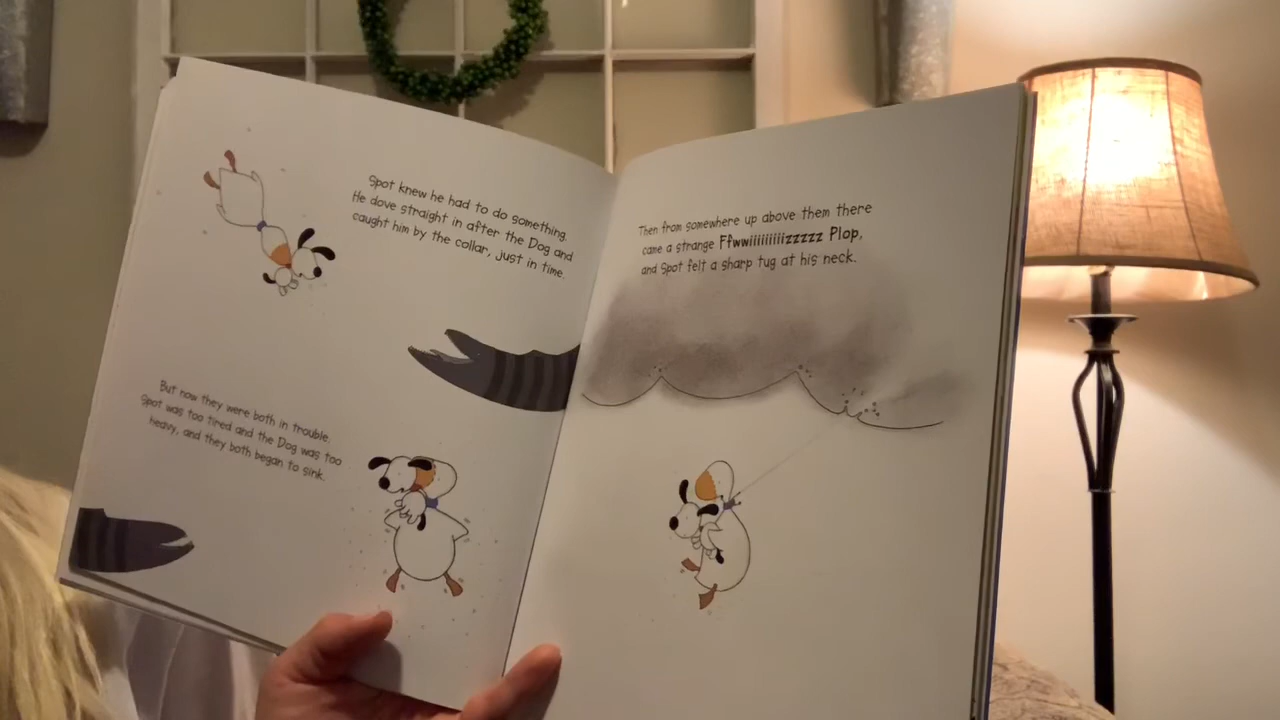 Spot knew he had to do something.
He dove straight in after the Dog and
caught him by the collar, just in time.
But now they were both in trouble.
Spot was too tired and the Dog was too
heavy, and they both began to sink.
Then from somewhere up above them there
came a strange Ffwwiiiiiiiiizzzzz Plop,
and Spot felt a sharp tug at his neck.